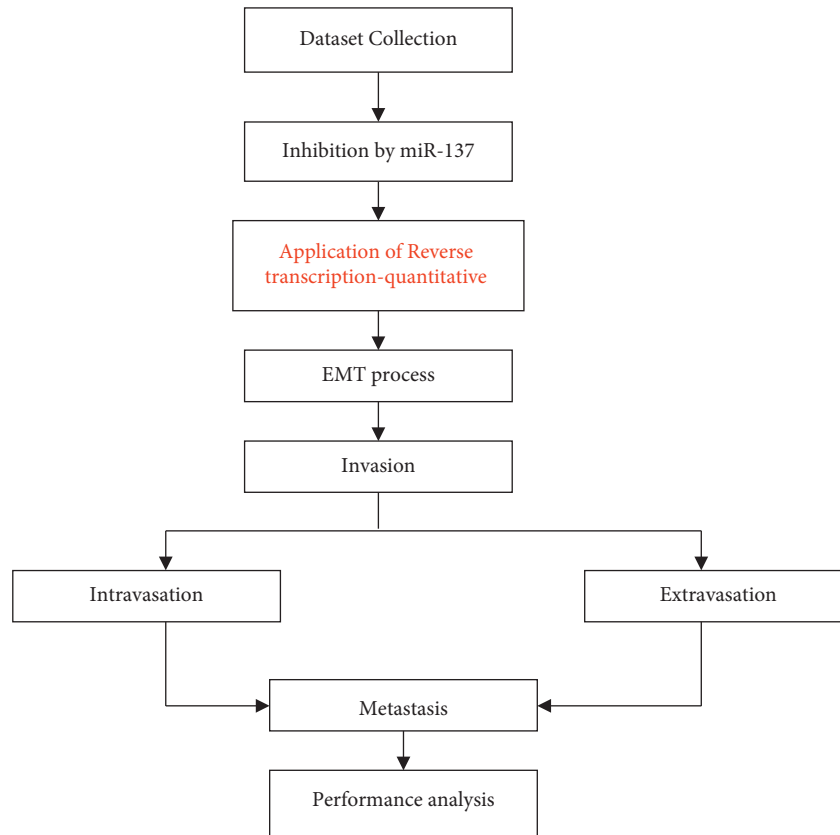 Dataset Collection
Inhibition by miR-137
Application of Reverse
transcription-quantitative
EMT process
Invasion
Intravasation
Extravasation
Metastasis
Performance analysis